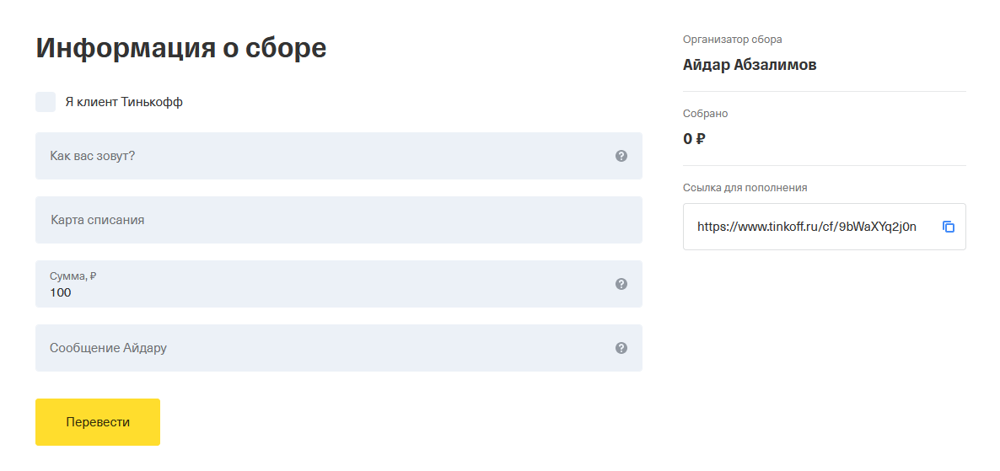 Информация о сборе
Я клиент Тинькофф
Как вас зовут?
Карта списания
Сумма, ₽
100
Сообщение Айдару
Перевести
Организатор сбора
Айдар Абзалимов
Собрано
0 ₽
Ссылка для пополнения
https://www.tinkoff.ru/cf/9bWaXYq2j0n